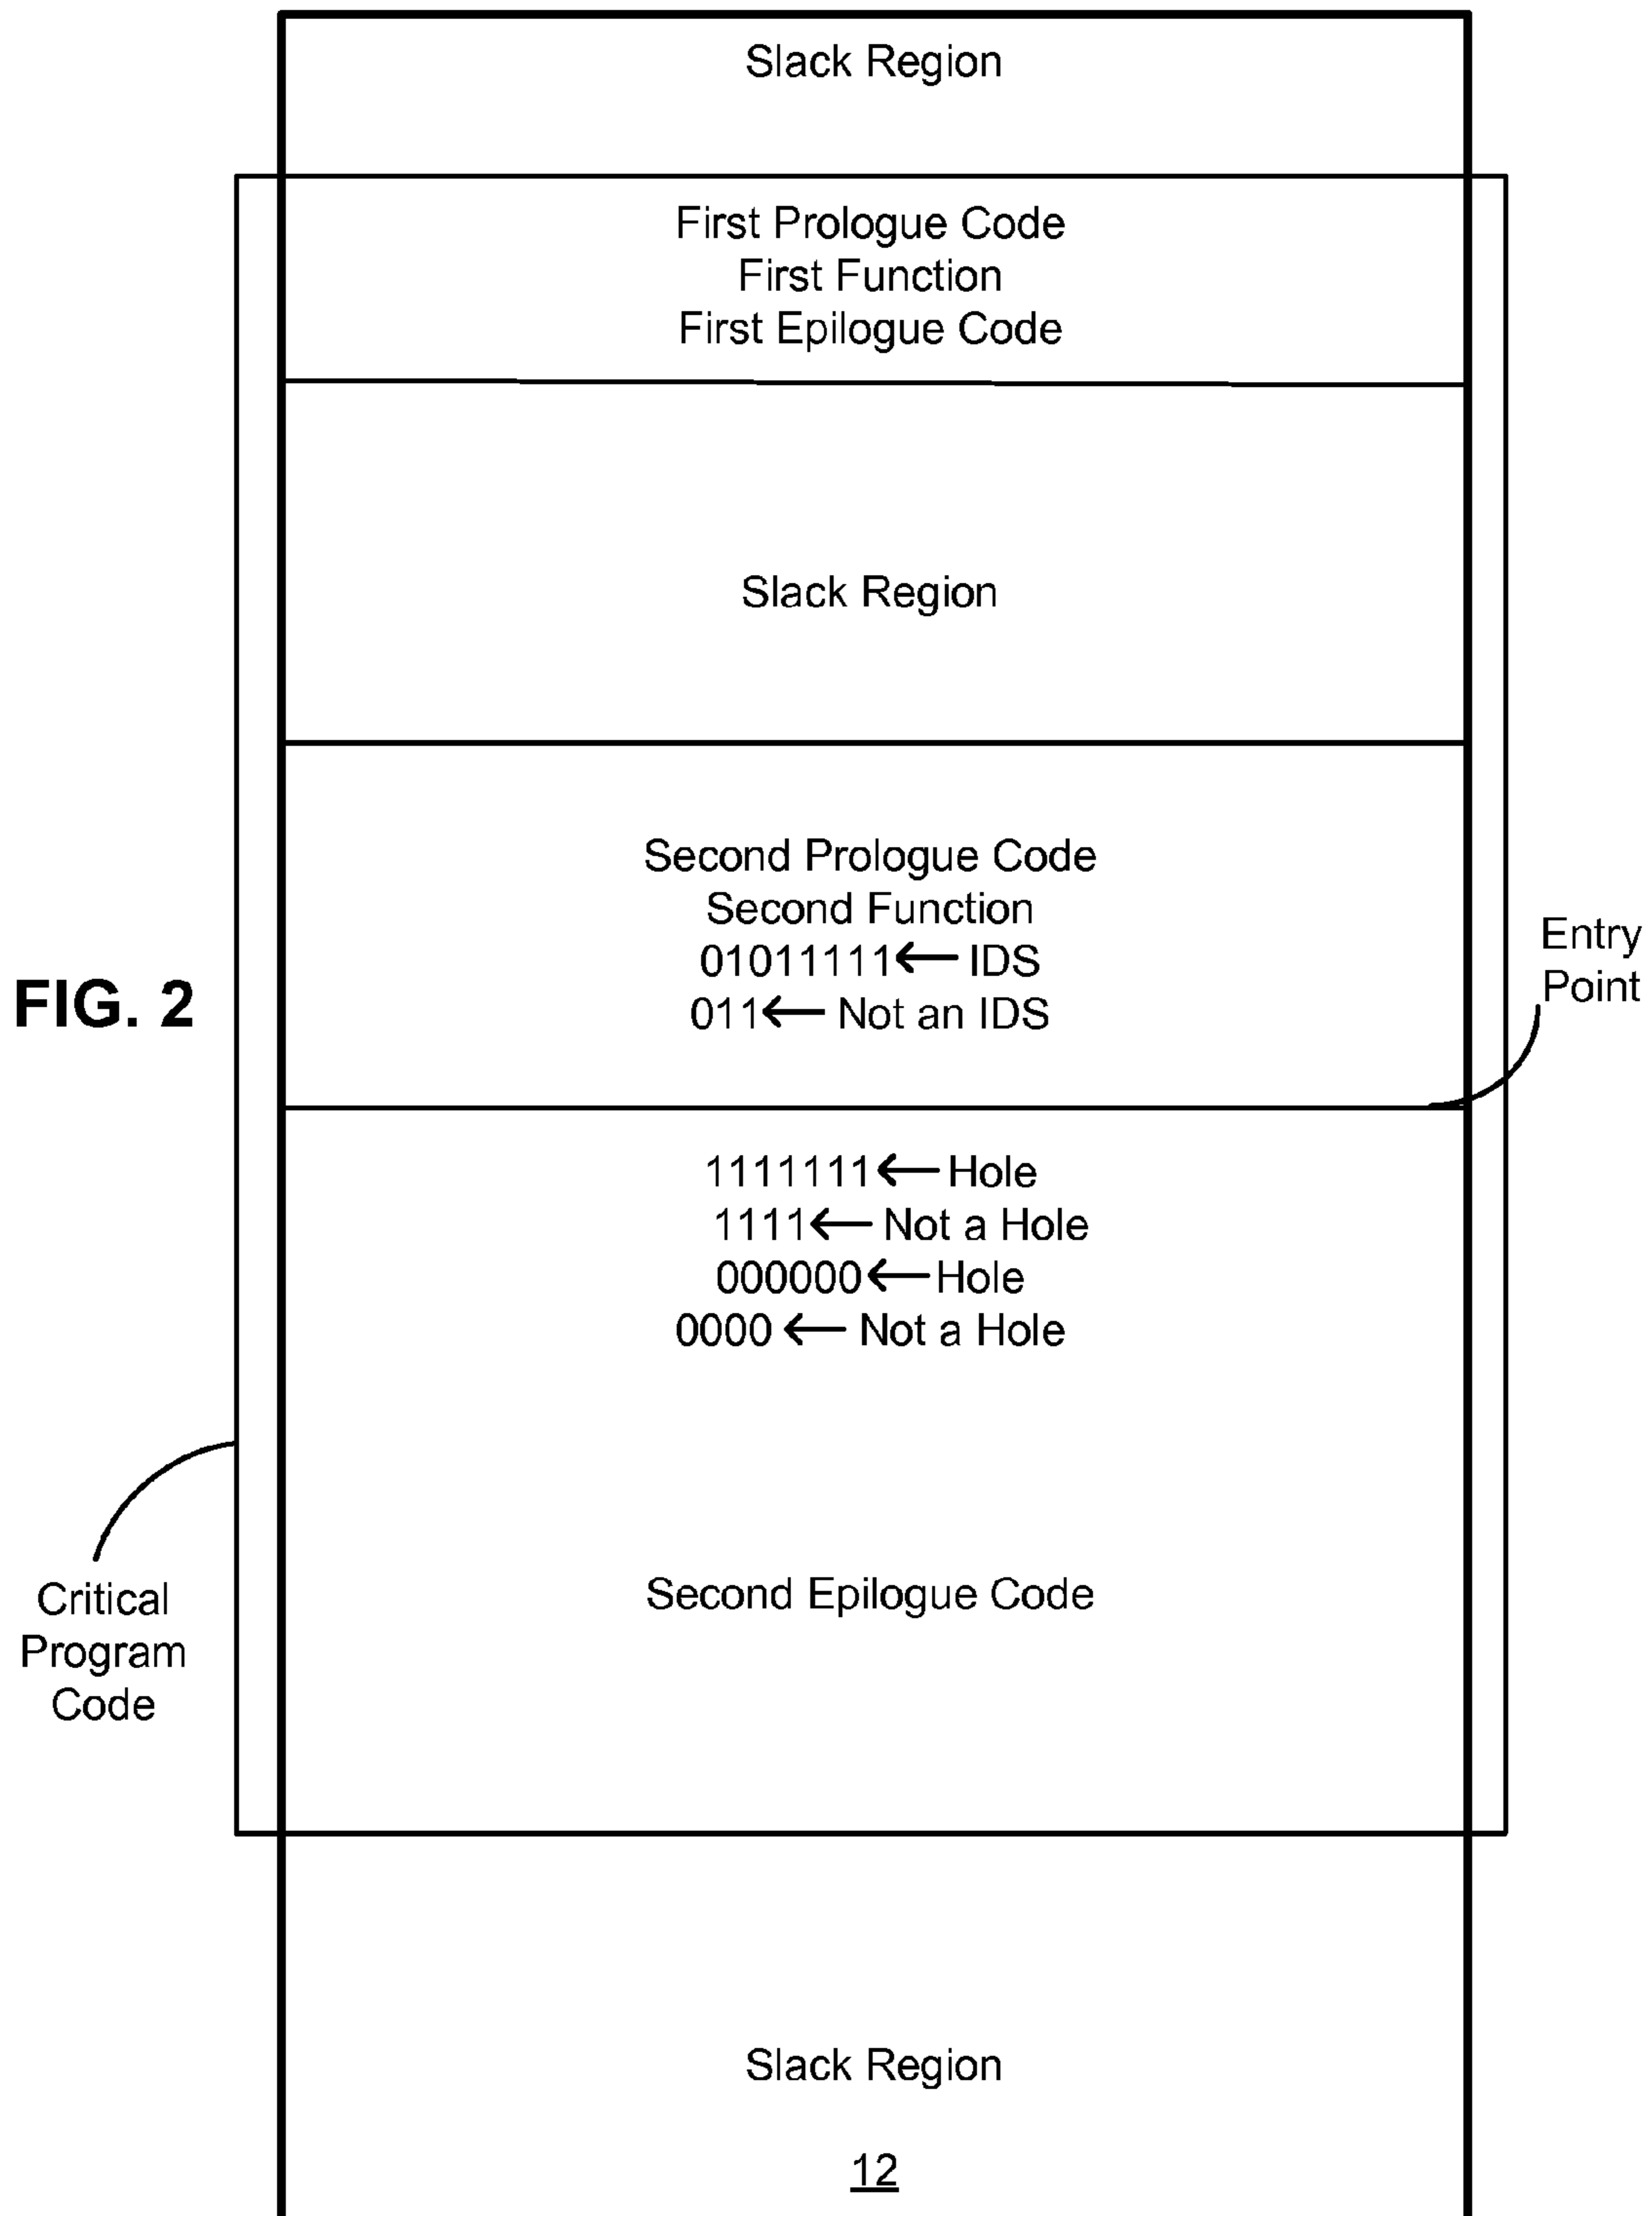 Slack Region
First Prologue Code
First Function
First Epilogue Code
Slack Region
Second Prologue Code
Second Function
01011111 ← IDS
011 ← Not an IDS
Entry
Point
FIG. 2
1111111 ← Hole
1111 ← Not a Hole
000000 ← Hole
0000 ← Not a Hole
Second Epilogue Code
Critical
Program
Code
Slack Region
12